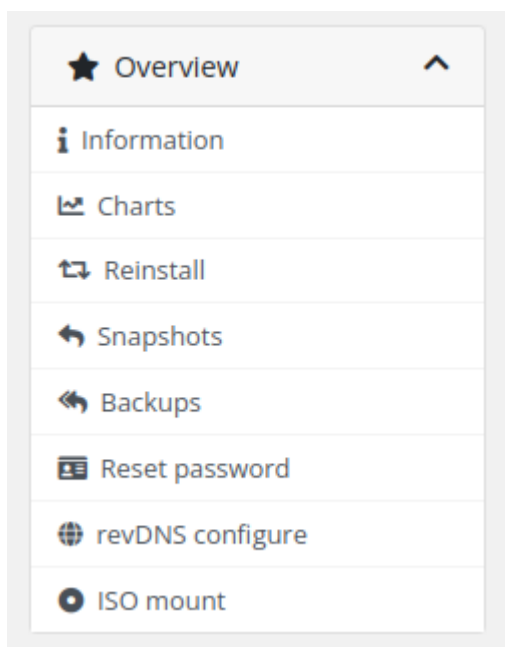 Overview
Information
Charts
Reinstall
Snapshots
Backups
Reset password
revDNS configure
ISO mount